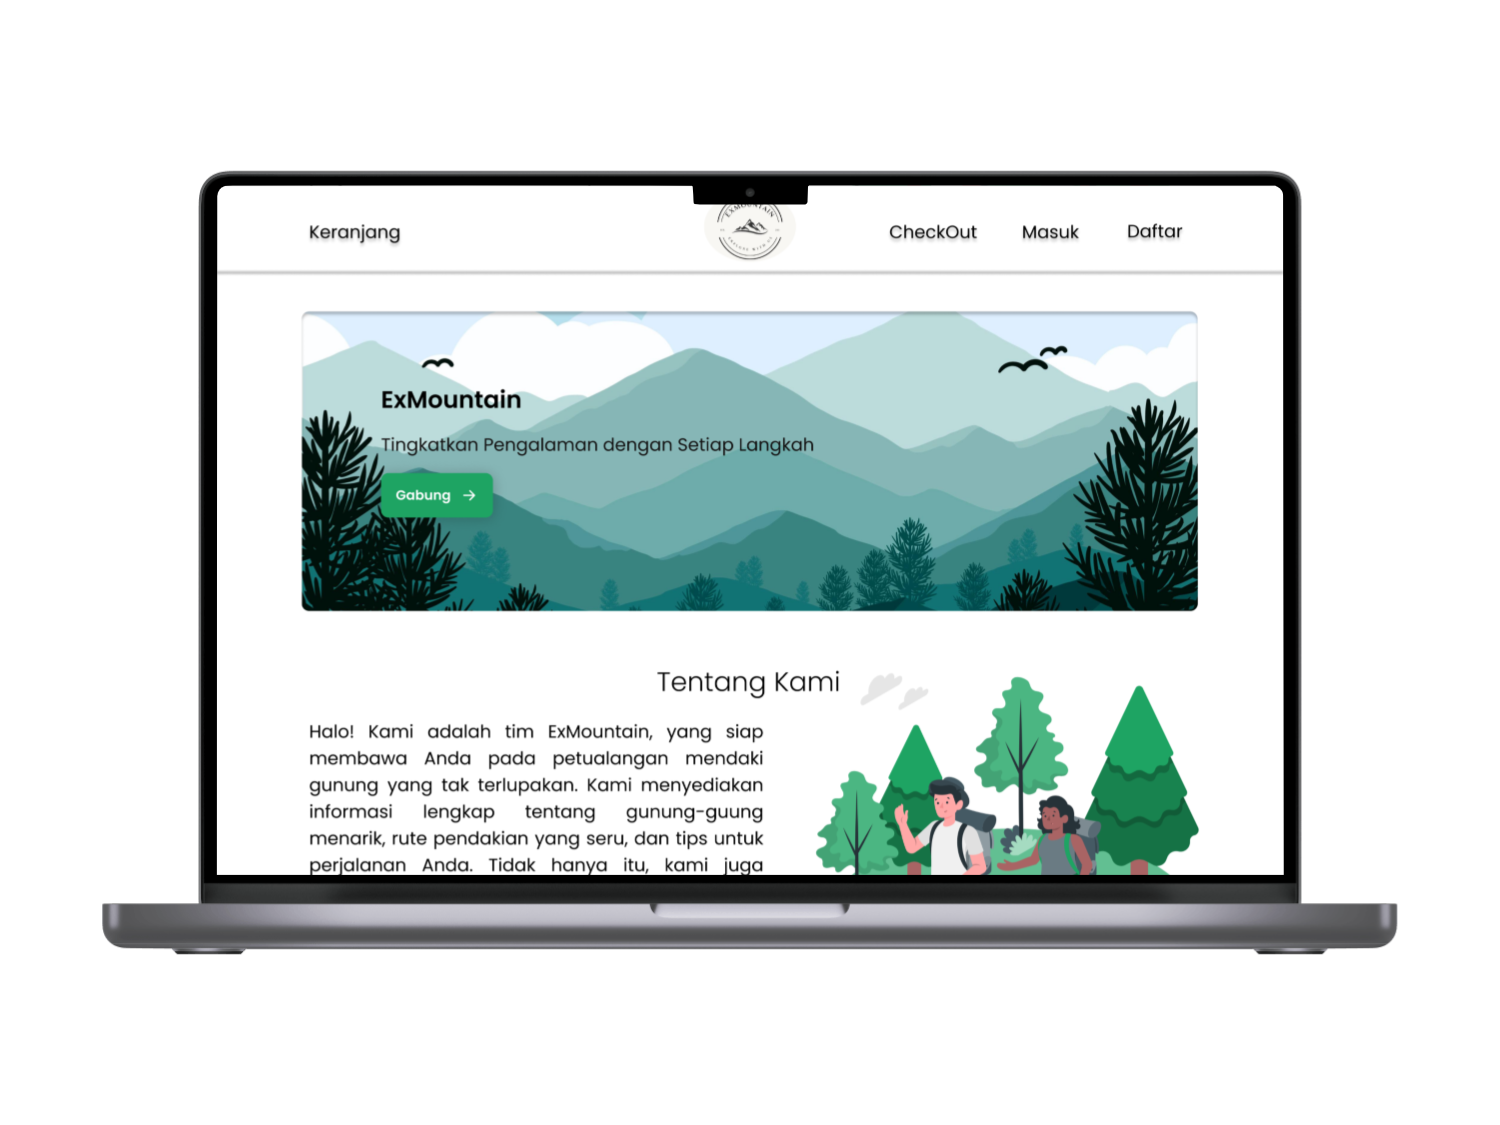 Keranjang
EXMOUNTAIN
CheckOut
Masuk
Daftar
ExMountain
Tingkatkan Pengalaman dengan Setiap Langkah
Gabung →
Tentang Kami
Halo! Kami adalah tim ExMountain, yang siap
membawa Anda pada petualangan mendaki
gunung yang tak terlupakan. Kami menyediakan
informasi lengkap tentang gunung-guung
menarik, rute pendakian yang seru, dan tips untuk
perjalanan Anda. Tidak hanya itu, kami juga